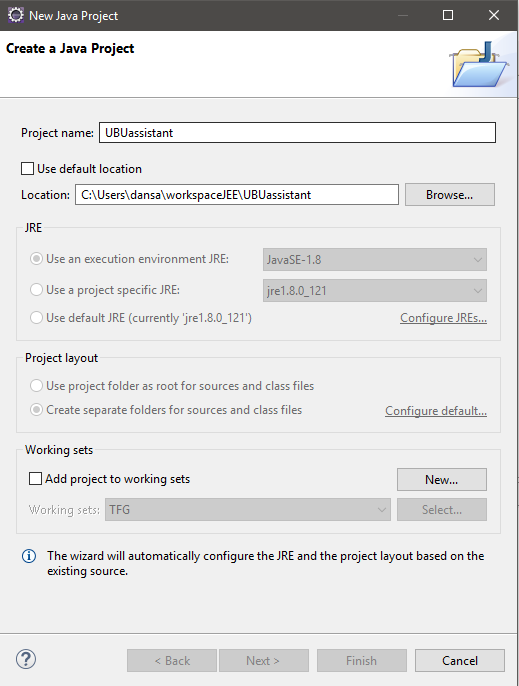 New Java Project
Create a Java Project
Project name: UBUassistant
Use default location
Location: C:\Users\dansa\workspaceJEE\UBUassistant Browse...
JRE
Use an execution environment JRE: JavaSE-1.8
Use a project specific JRE: jre1.8.0_121
Use default JRE (currently 'jre1.8.0_121') Configure JREs...
Project layout
Use project folder as root for sources and class files
Create separate folders for sources and class files Configure default...
Working sets
Add project to working sets New...
Working sets: TFG Select...
The wizard will automatically configure the JRE and the project layout based on the
existing source.
? < Back Next > Finish Cancel